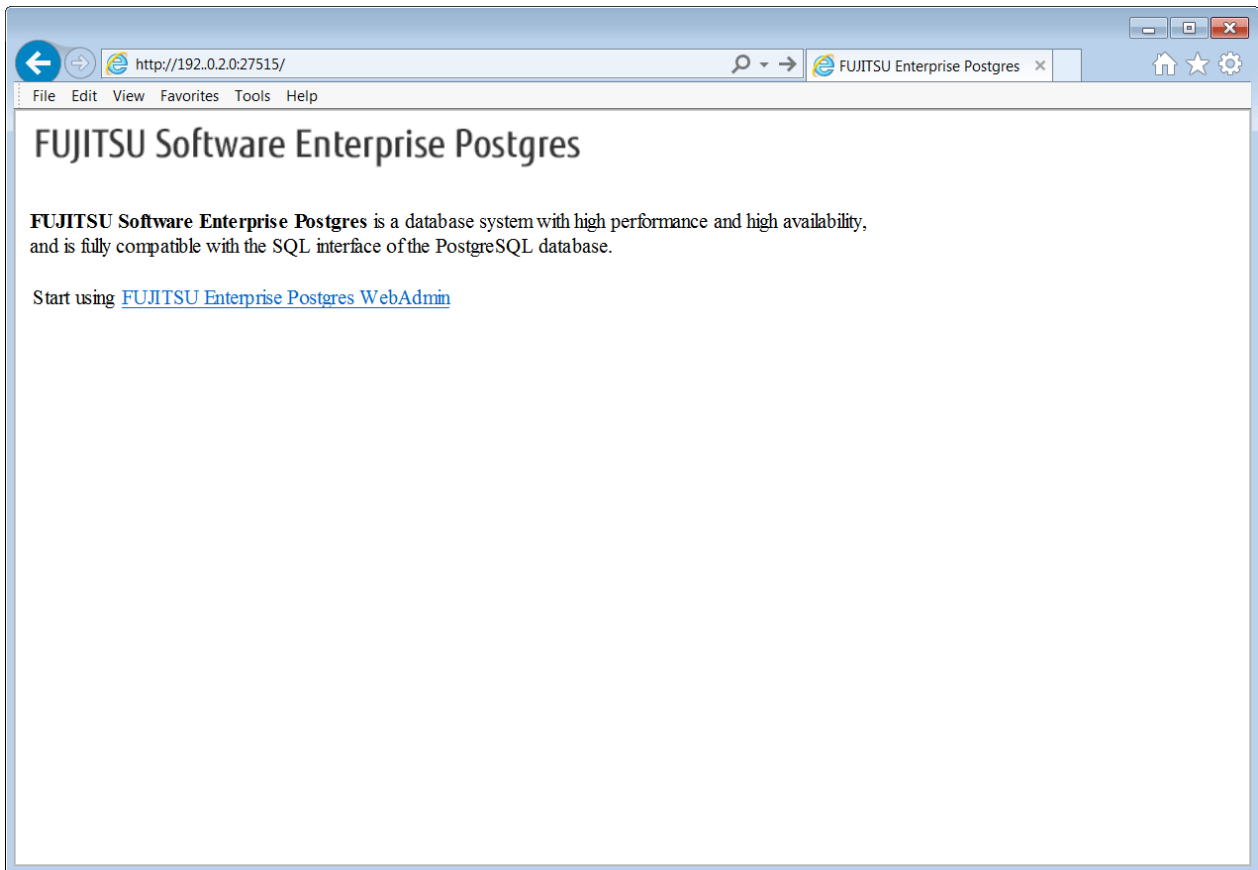 http://192..0.2.0:27515/
FUJITSU Enterprise Postgres
File Edit View Favorites Tools Help
FUJITSU Software Enterprise Postgres
FUJITSU Software Enterprise Postgres is a database system with high performance and high availability,
and is fully compatible with the SQL interface of the PostgreSQL database.
Start using FUJITSU Enterprise Postgres WebAdmin